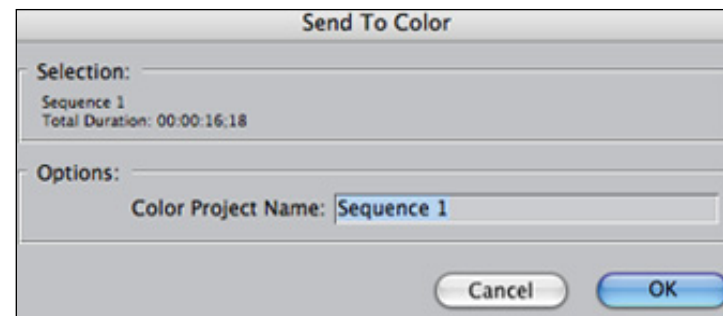 Send To Color
Selection:
Sequence 1
Total Duration: 00:00:16;18
Options:
Color Project Name: Sequence 1
Cancel OK